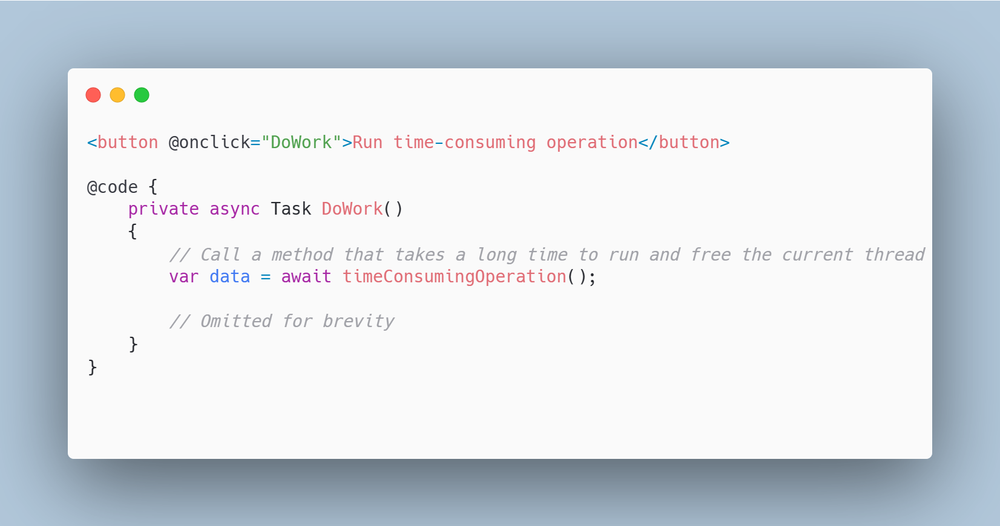 <button @onclick="DoWork">Run time-consuming operation</button>
@code {
    private async Task DoWork()
    {
        // Call a method that takes a long time to run and free the current thread
        var data = await timeConsumingOperation();
        // Omitted for brevity
    }
}